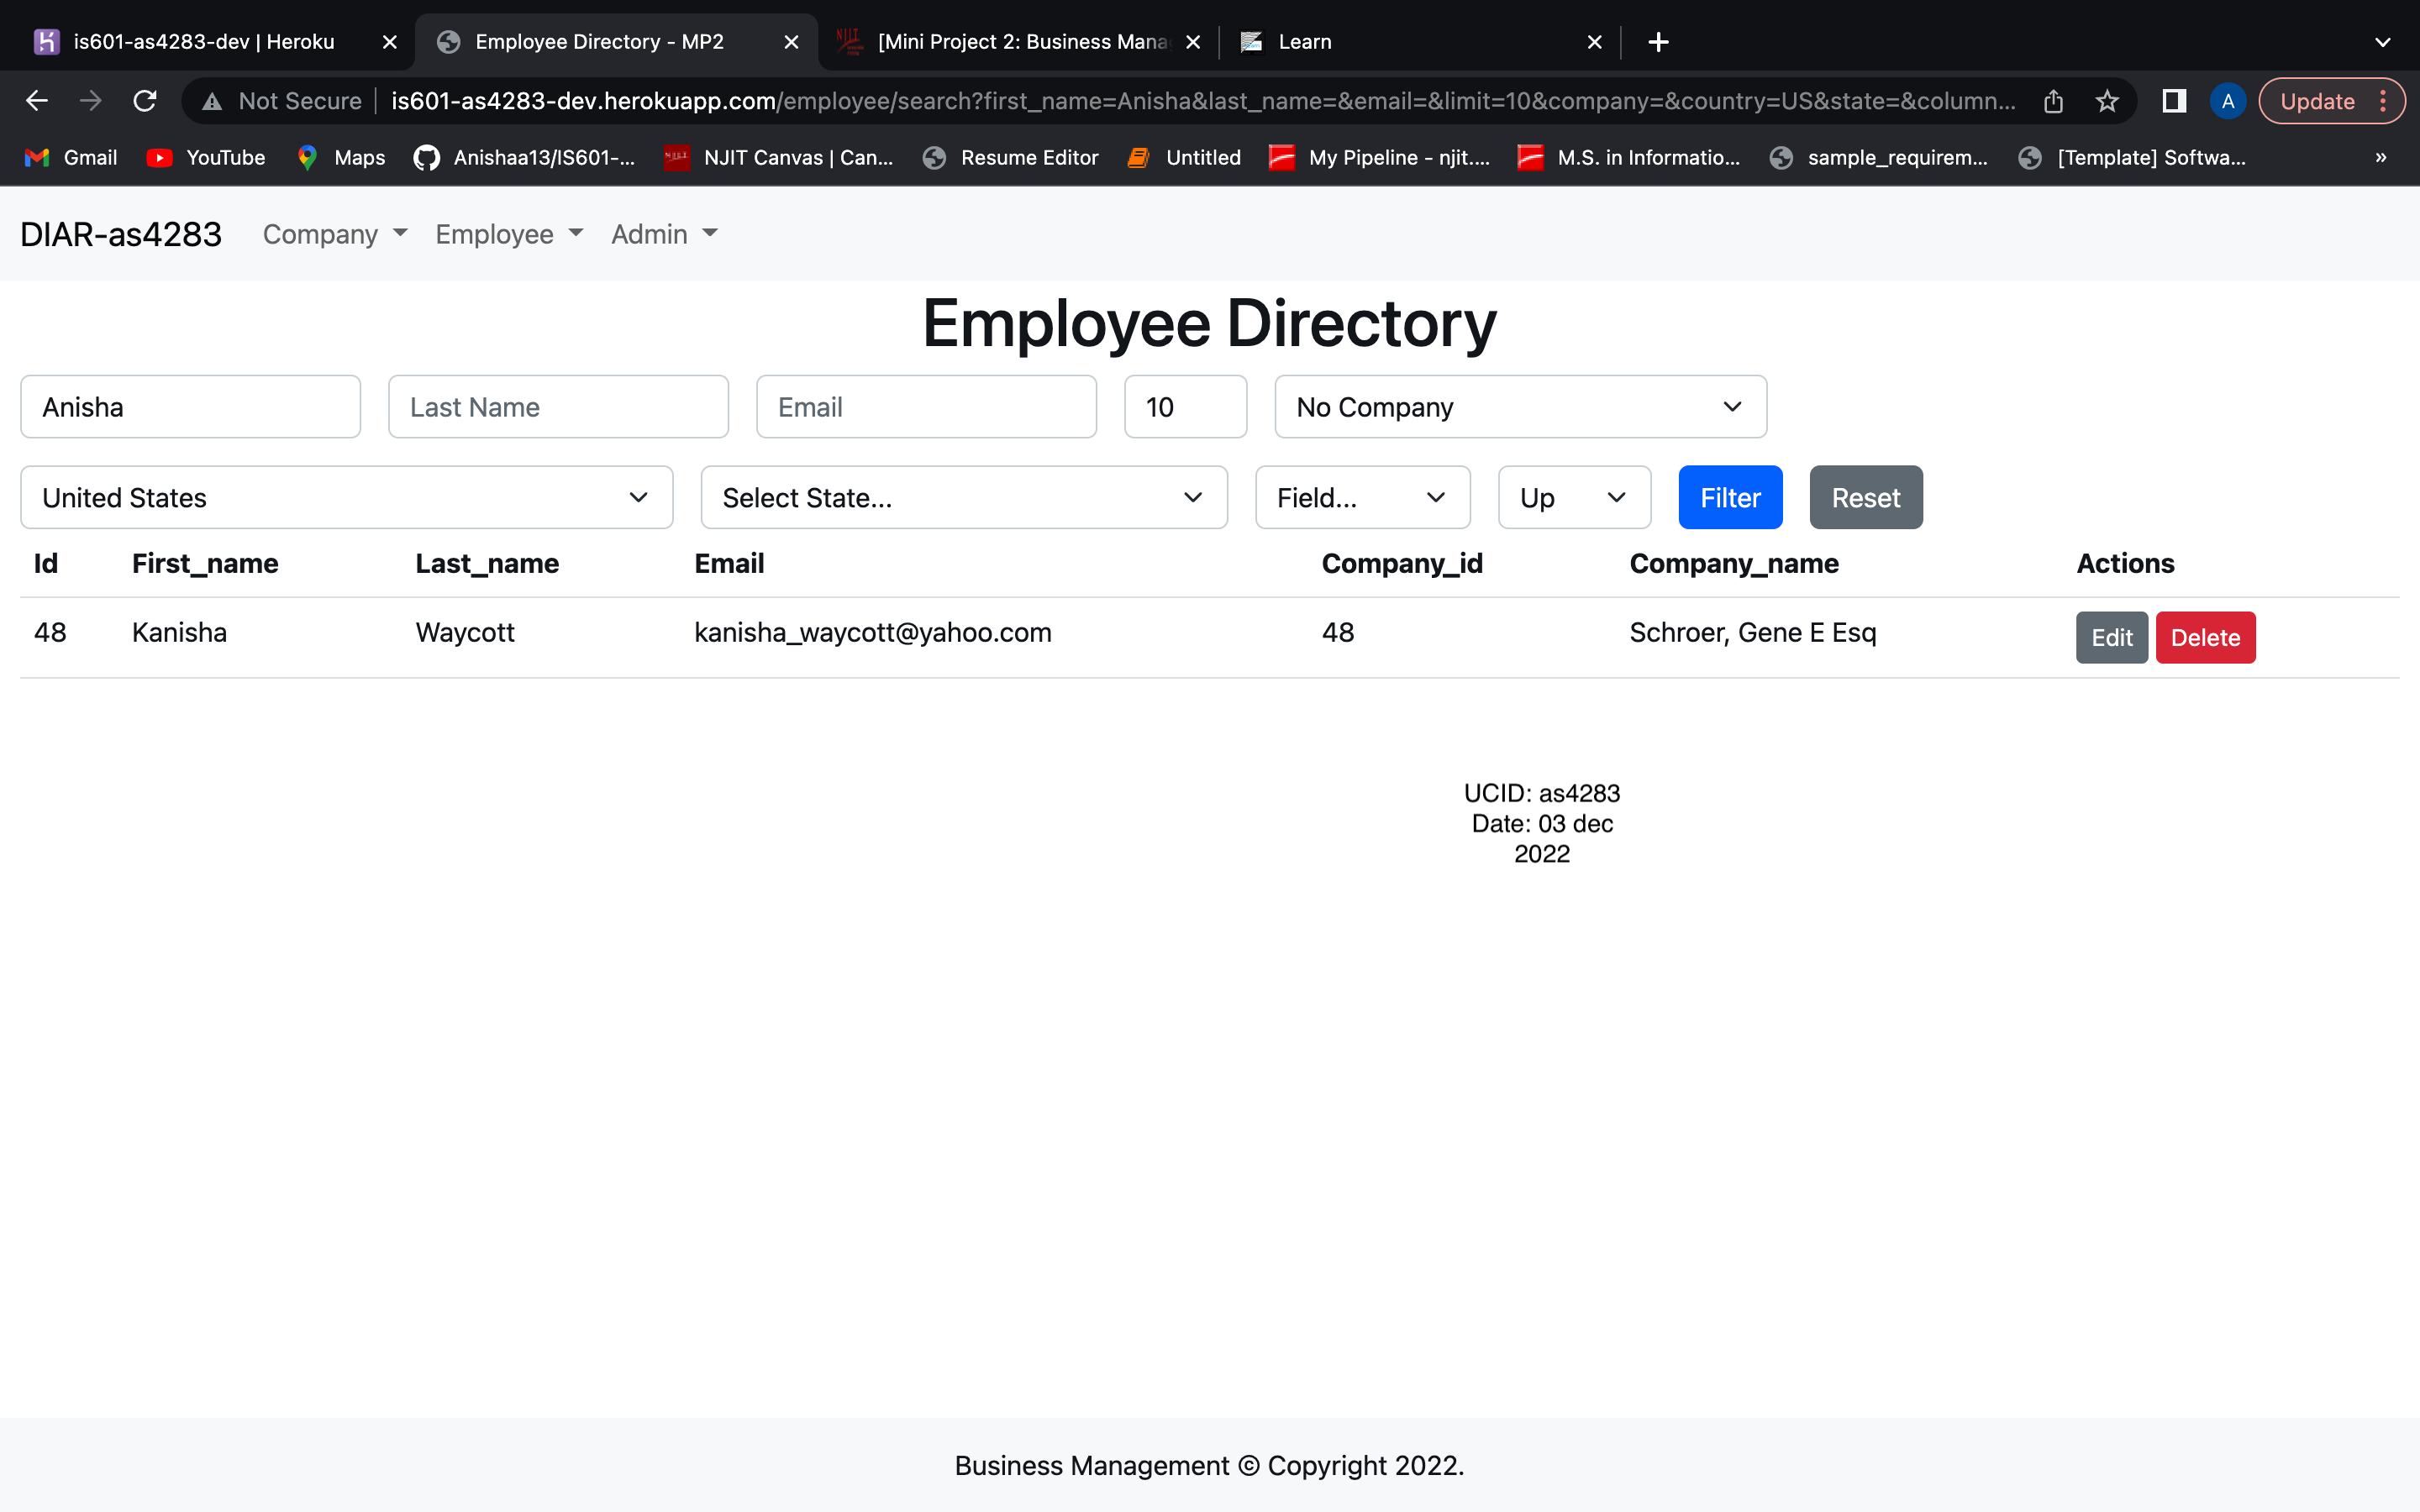 is601-as4283-dev | Heroku
Employee Directory - MP2
[Mini Project 2: Business Mana
Learn
Not Secure
is601-as4283-dev.herokuapp.com/employee/search?first_name=Anisha&last_name=&email=&limit=10&company=&country=US&state=&column...
A
Update
Gmail
YouTube
Maps
Anishaa13/IS601-...
NJIT Canvas | Can...
Resume Editor
Untitled
My Pipeline - njit....
M.S. in Informatio...
sample_requirem...
[Template] Softwa...
»
DIAR-as4283
Company
Employee
Admin
Employee Directory
Anisha
Last Name
Email
10
No Company
United States
Select State...
Field...
Up
Filter
Reset
Id First_name Last_name Email Company_id Company_name Actions
48 Kanisha Waycott kanisha_waycott@yahoo.com 48 Schroer, Gene E Esq Edit Delete
UCID: as4283
Date: 03 dec
2022
Business Management © Copyright 2022.